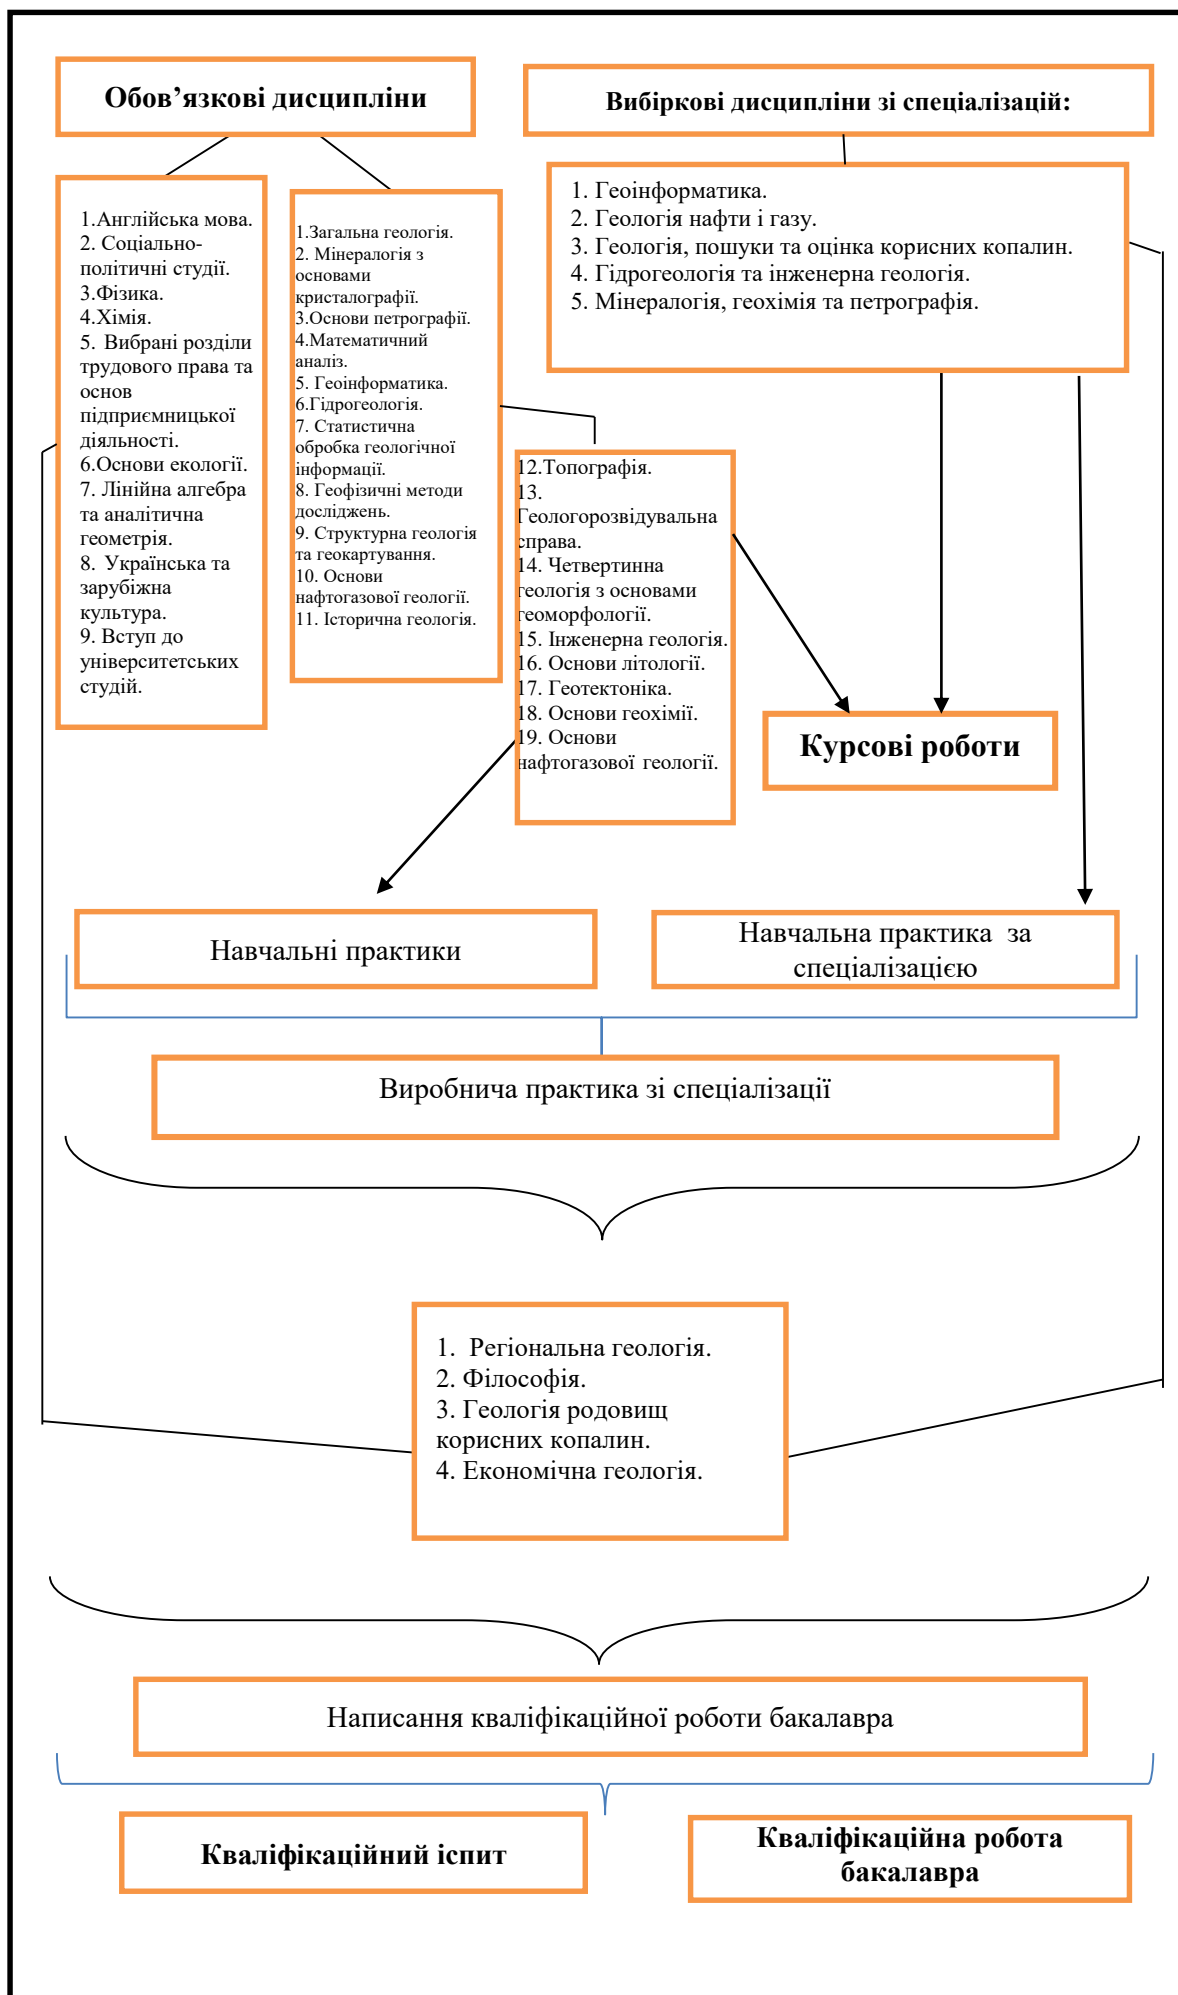 Обов’язкові дисципліни
Вибіркові дисципліни зі спеціалізацій:
1.Англійська мова.
2. Соціально-
політичні студії.
3.Фізика.
4.Хімія.
5. Вибрані розділи
трудового права та
основ
підприємницької
діяльності.
6.Основи екології.
7. Лінійна алгебра
та аналітична
геометрія.
8. Українська та
зарубіжна
культура.
9. Вступ до
університетських
студій.
1.Загальна геологія.
2. Мінералогія з
основами
кристалографії.
3.Основи петрографії.
4.Математичний
аналіз.
5. Геоінформатика.
6.Гідрогеологія.
7. Статистична
обробка геологічної
інформації.
8. Геофізичні методи
досліджень.
9. Структурна геологія
та геокартування.
10. Основи
нафтогазової геології.
11. Історична геологія.
1. Геоінформатика.
2. Геологія нафти і газу.
3. Геологія, пошуки та оцінка корисних копалин.
4. Гідрогеологія та інженерна геологія.
5. Мінералогія, геохімія та петрографія.
12.Топографія.
13.
Геологорозвідувальна
справа.
14. Четвертинна
геологія з основами
геоморфології.
15. Інженерна геологія.
16. Основи літології.
17. Геотектоніка.
18. Основи геохімії.
19. Основи
нафтогазової геології.
Курсові роботи
Навчальні практики
Навчальна практика за
спеціалізацією
Виробнича практика зі спеціалізації
1. Регіональна геологія.
2. Філософія.
3. Геологія родовищ
корисних копалин.
4. Економічна геологія.
Написання кваліфікаційної роботи бакалавра
Кваліфікаційний іспит
Кваліфікаційна робота
бакалавра